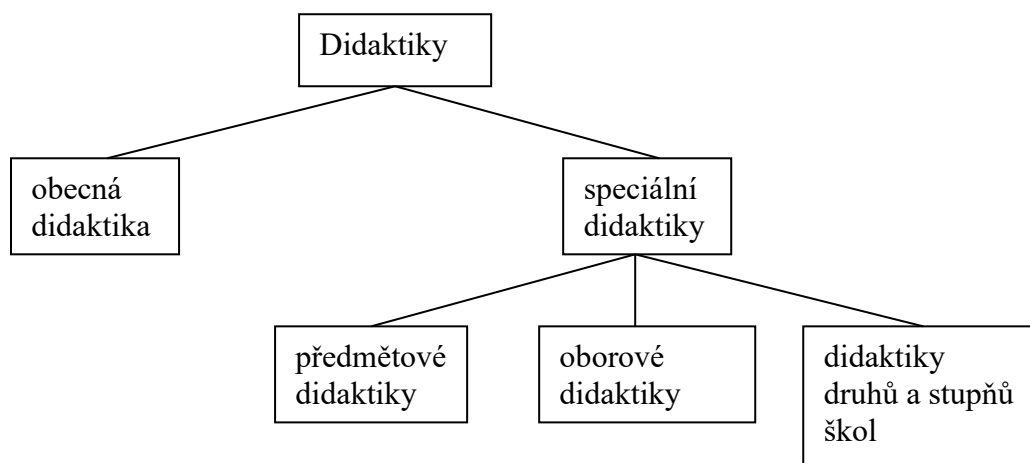 Didaktiky
obecná
didaktika
speciální
didaktiky
předmětové
didaktiky
oborové
didaktiky
didaktiky
druhů a stupňů
škol